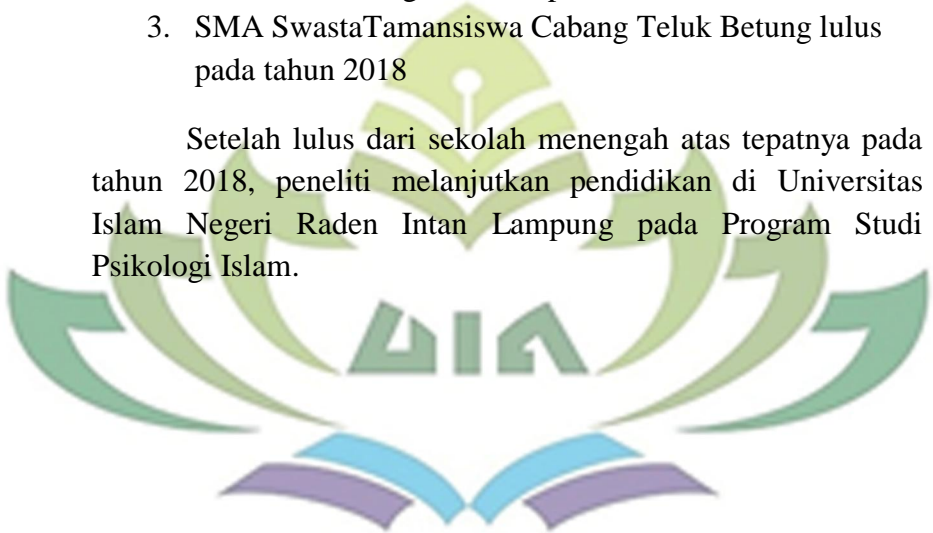 3. SMA SwastaTamansiswa Cabang Teluk Betung lulus
pada tahun 2018
Setelah lulus dari sekolah menengah atas tepatnya pada
tahun 2018, peneliti melanjutkan pendidikan di Universitas
Islam Negeri Raden Intan Lampung pada Program Studi
Psikologi Islam.
UIN